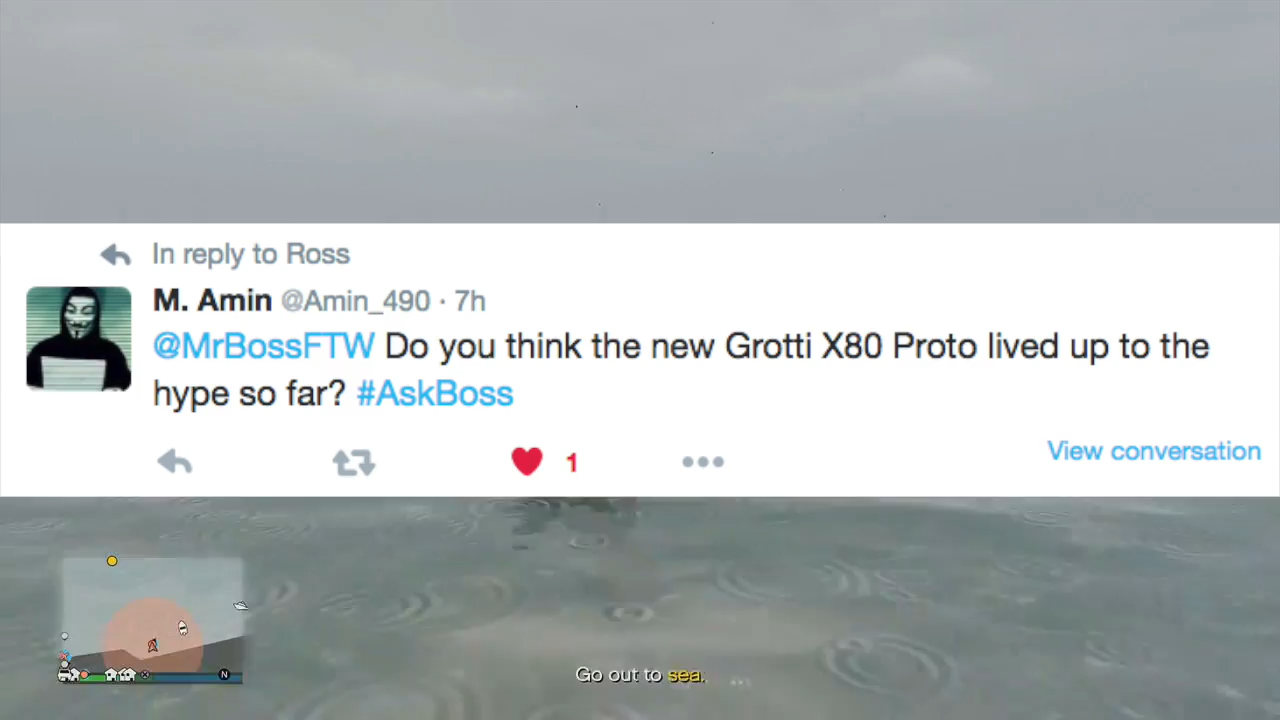 In reply to Ross
M. Amin @Amin_490 · 7h
@MrBossFTW Do you think the new Grotti X80 Proto lived up to the
hype so far? #AskBoss
1
View conversation
N
Go out to sea.